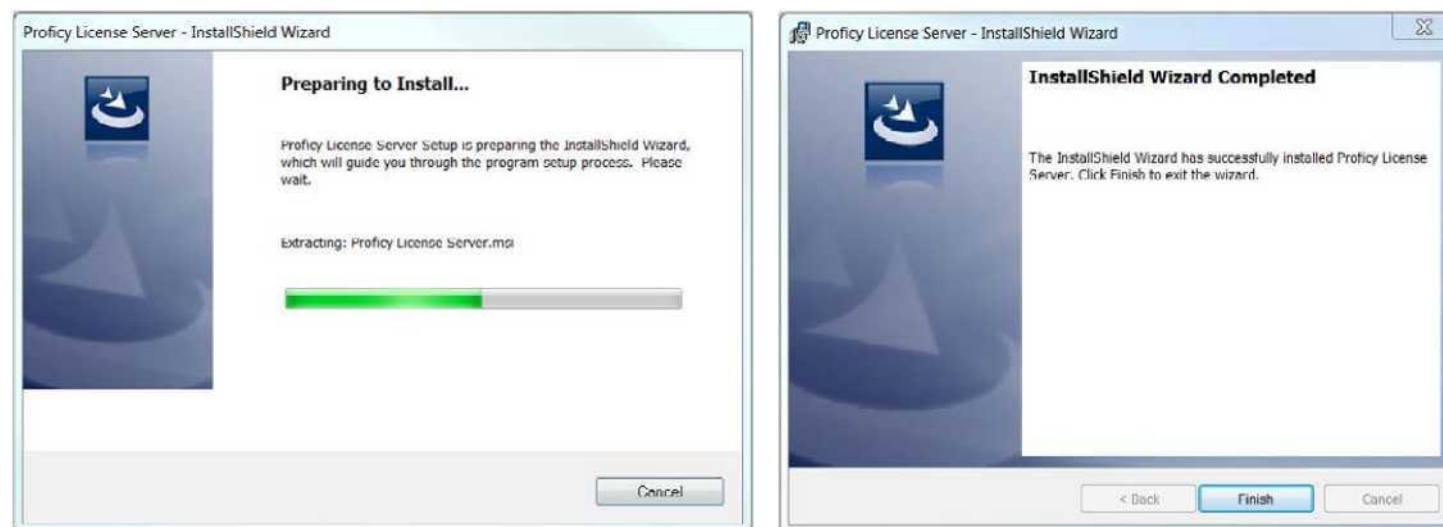 Proficy License Server - InstallShield Wizard
Preparing to Install...
Proficy License Server Setup is preparing the InstallShield Wizard,
which will guide you through the program setup process. Please
wait.
Extracting: Proficy License Server.msi
Cancel
Proficy License Server - InstallShield Wizard
InstallShield Wizard Completed
The InstallShield Wizard has successfully installed Proficy License
Server. Click Finish to exit the wizard.
< Back Finish Cancel